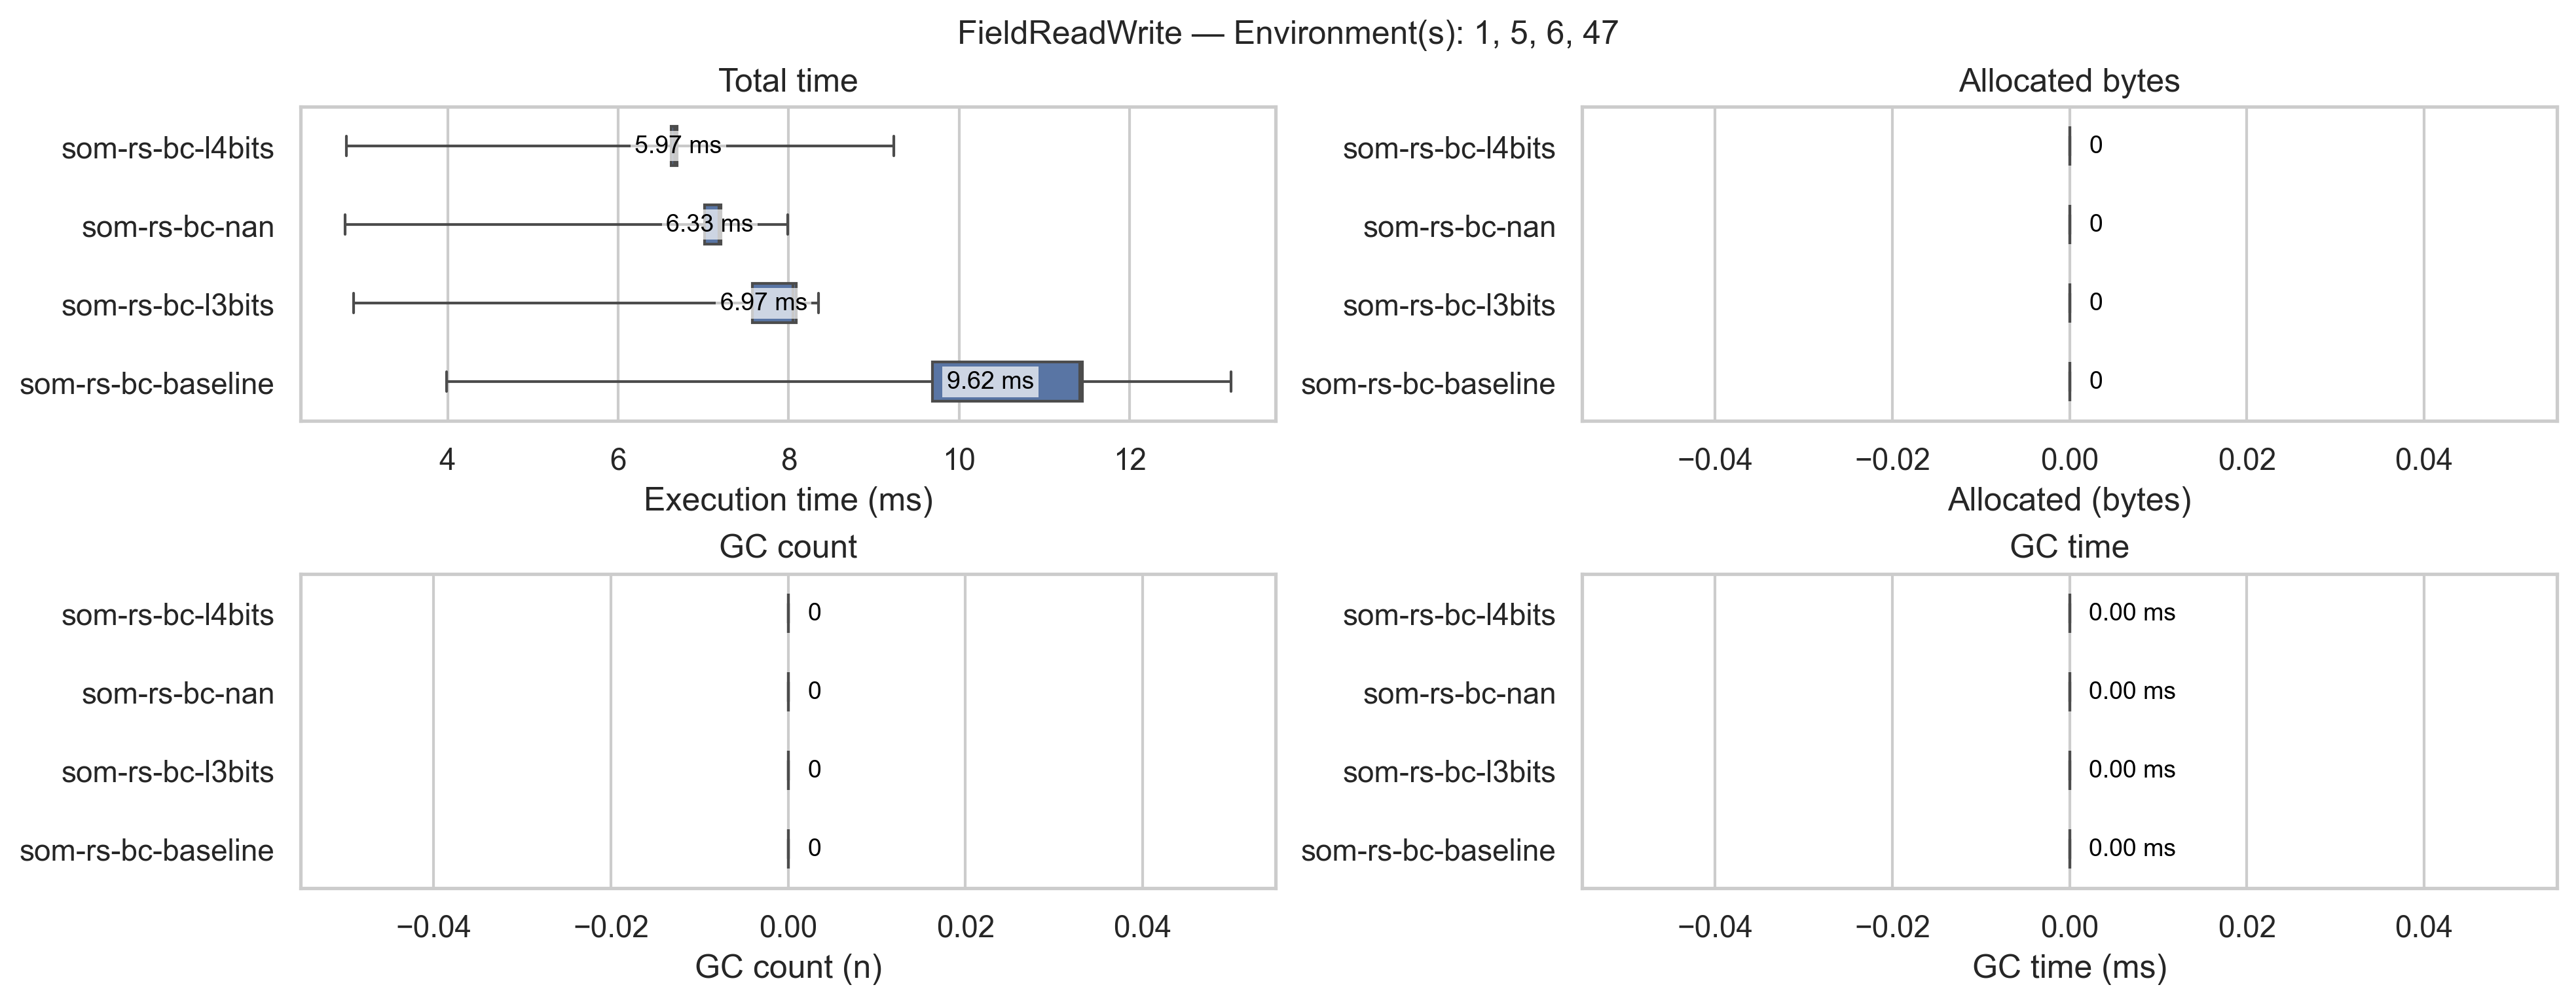 FieldReadWrite — Environment(s): 1, 5, 6, 47
Total time
som-rs-bc-l4bits
5.97 ms
som-rs-bc-nan
6.33 ms
som-rs-bc-l3bits
6.97 ms
som-rs-bc-baseline
9.62 ms
4 6 8 10 12
Execution time (ms)
Allocated bytes
som-rs-bc-l4bits
0
som-rs-bc-nan
0
som-rs-bc-l3bits
0
som-rs-bc-baseline
0
−0.04 −0.02 0.00 0.02 0.04
Allocated (bytes)
GC count
som-rs-bc-l4bits
0
som-rs-bc-nan
0
som-rs-bc-l3bits
0
som-rs-bc-baseline
0
−0.04 −0.02 0.00 0.02 0.04
GC count (n)
GC time
som-rs-bc-l4bits
0.00 ms
som-rs-bc-nan
0.00 ms
som-rs-bc-l3bits
0.00 ms
som-rs-bc-baseline
0.00 ms
−0.04 −0.02 0.00 0.02 0.04
GC time (ms)